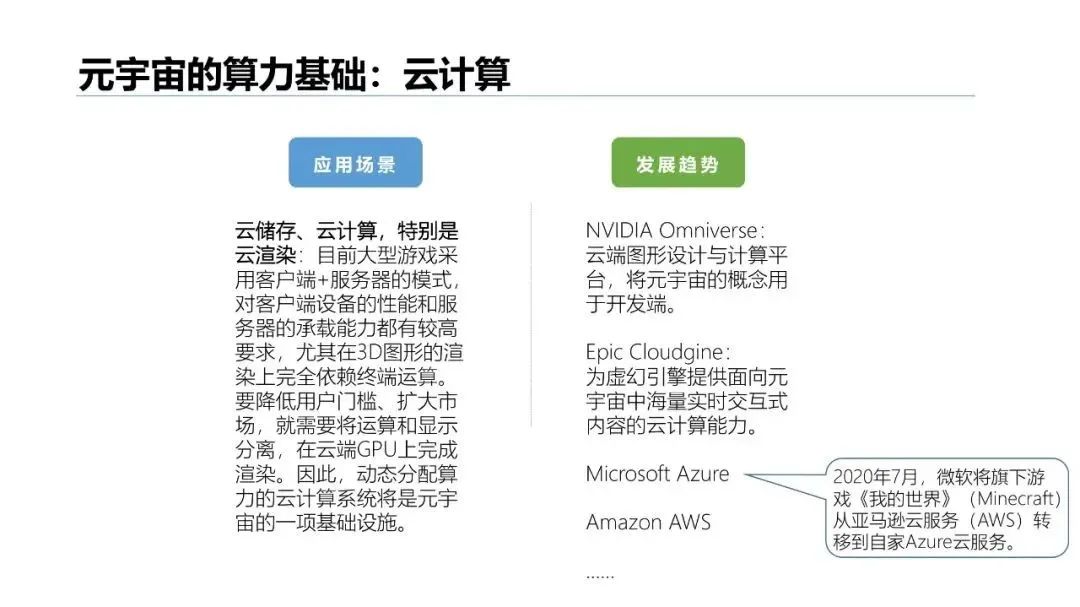 元宇宙的算力基础：云计算
应用场景
云储存、云计算，特别是
云渲染：目前大型游戏采
用客户端+服务器的模式，
对客户端设备的性能和服
务器的承载能力都有较高
要求，尤其在3D图形的渲
染上完全依赖终端运算。
要降低用户门槛、扩大市
场，就需要将运算和显示
分离，在云端GPU上完成
渲染。因此，动态分配算
力的云计算系统将是元宇
宙的一项基础设施。
发展趋势
NVIDIA Omniverse：
云端图形设计与计算平
台，将元宇宙的概念用
于开发端。
Epic Cloudgine：
为虚幻引擎提供面向元
宇宙中海量实时交互式
内容的云计算能力。
Microsoft Azure
2020年7月，微软将旗下游
戏《我的世界》（Minecraft）
从亚马逊云服务（AWS）转
移到自家Azure云服务。
Amazon AWS
......